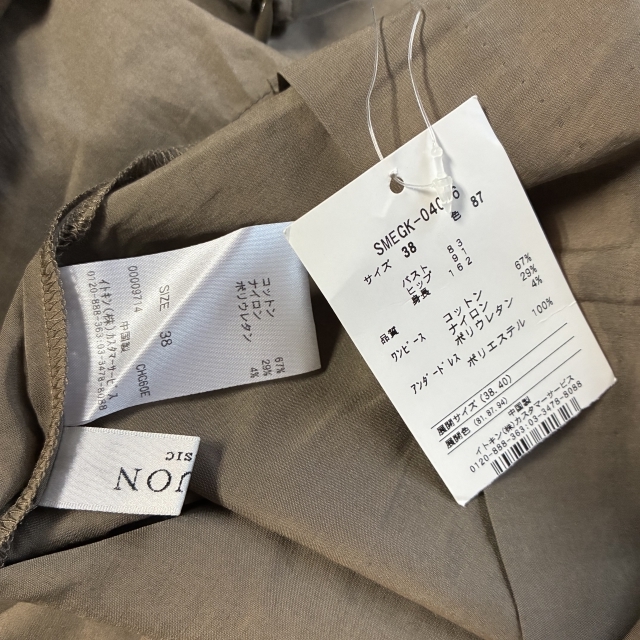 SMEGK-040 6
サイズ 38 色 87
バスト 83
ヒップ 91
身長 162
品質
ワンピース コットン 67%
ナイロン 29%
ポリウレタン 4%
アンダードレス ポリエステル 100%
展開サイズ(38,40)
展開色 (81,87,94)
中国製
イトキン(株)カスタマーサービス
0120-888-363:03-3478-8088
コットン 67%
ナイロン 29%
ポリウレタン 4%
SIZE 38
00009714
中国製 CH060E
イトキン(株)カスタマーサービス
0120-888-363:03-3478-8088
JON
SIC